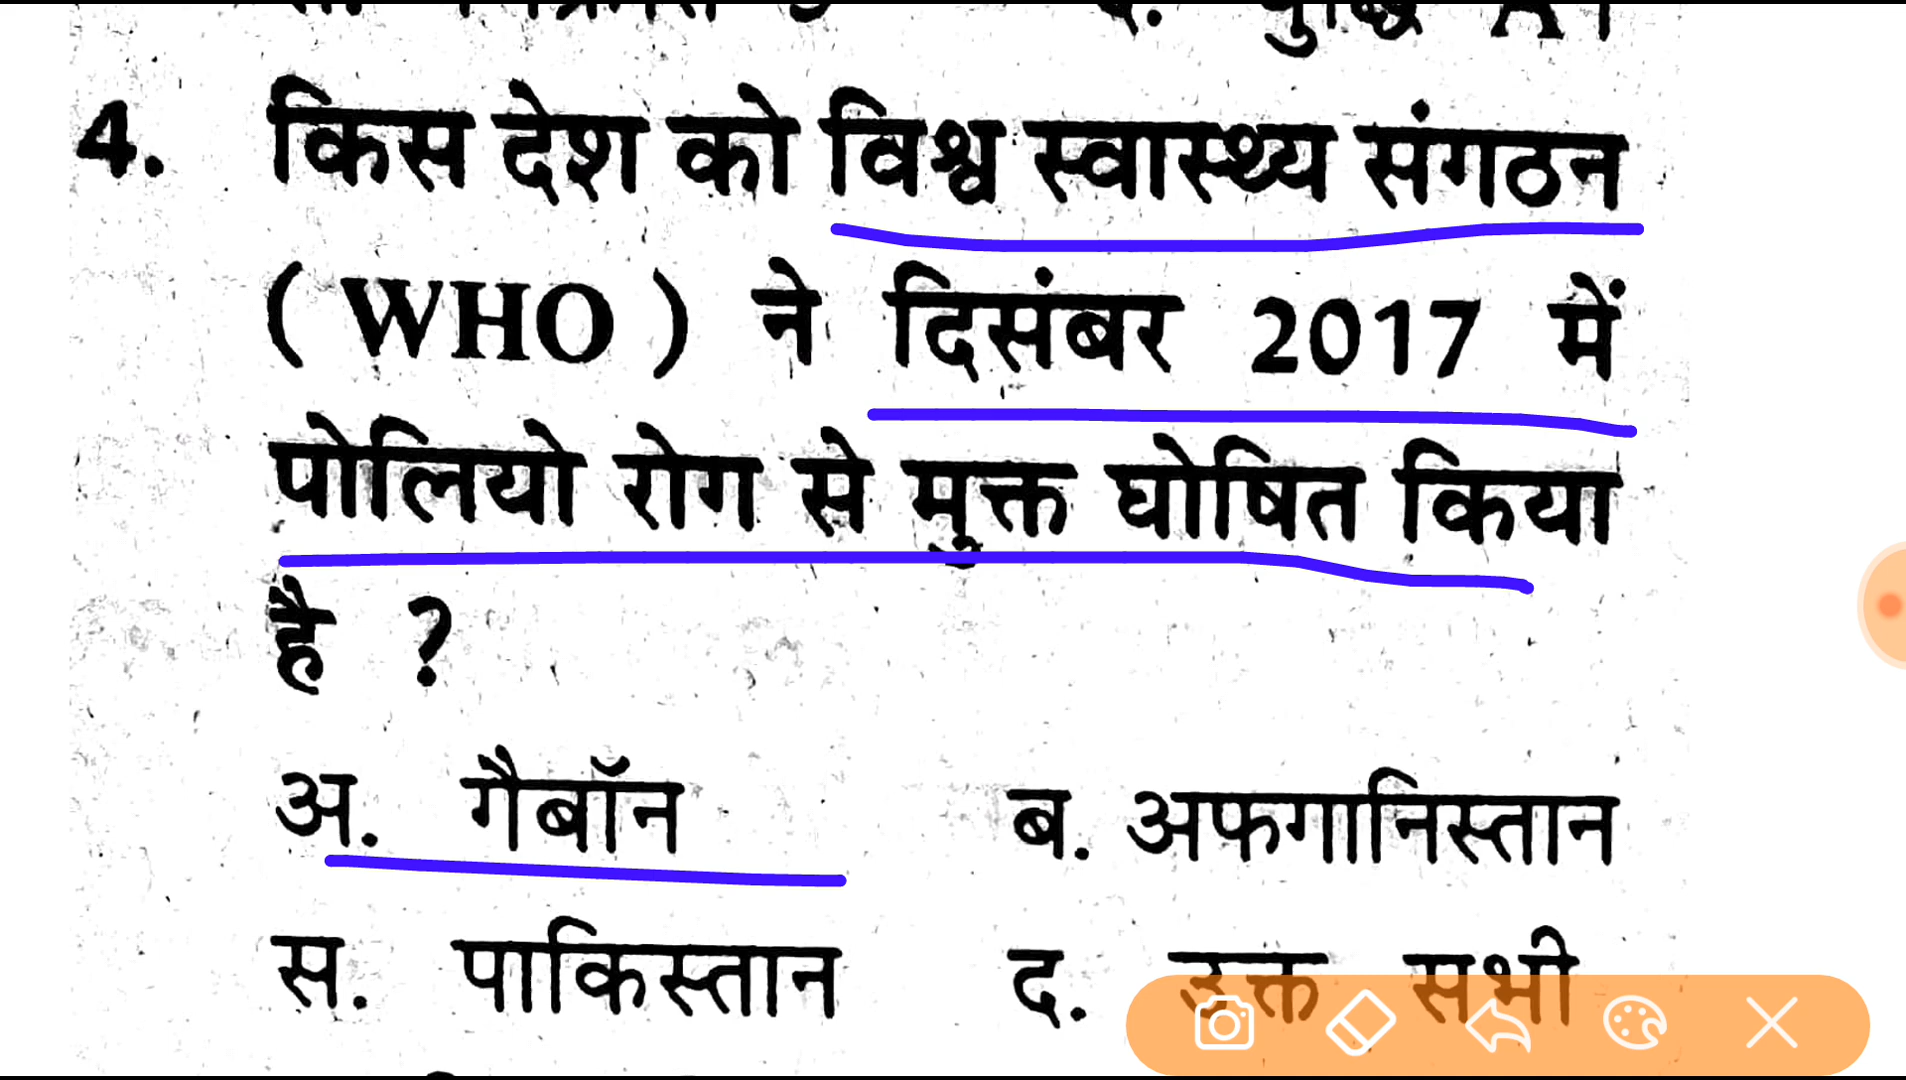 4. किस देश को विश्व स्वास्थ्य संगठन
( WHO ) ने दिसंबर 2017 में
पोलियो रोग से मुक्त घोषित किया
है ?
अ. गैबॉन ब. अफगानिस्तान
स. पाकिस्तान द. उक्त सभी